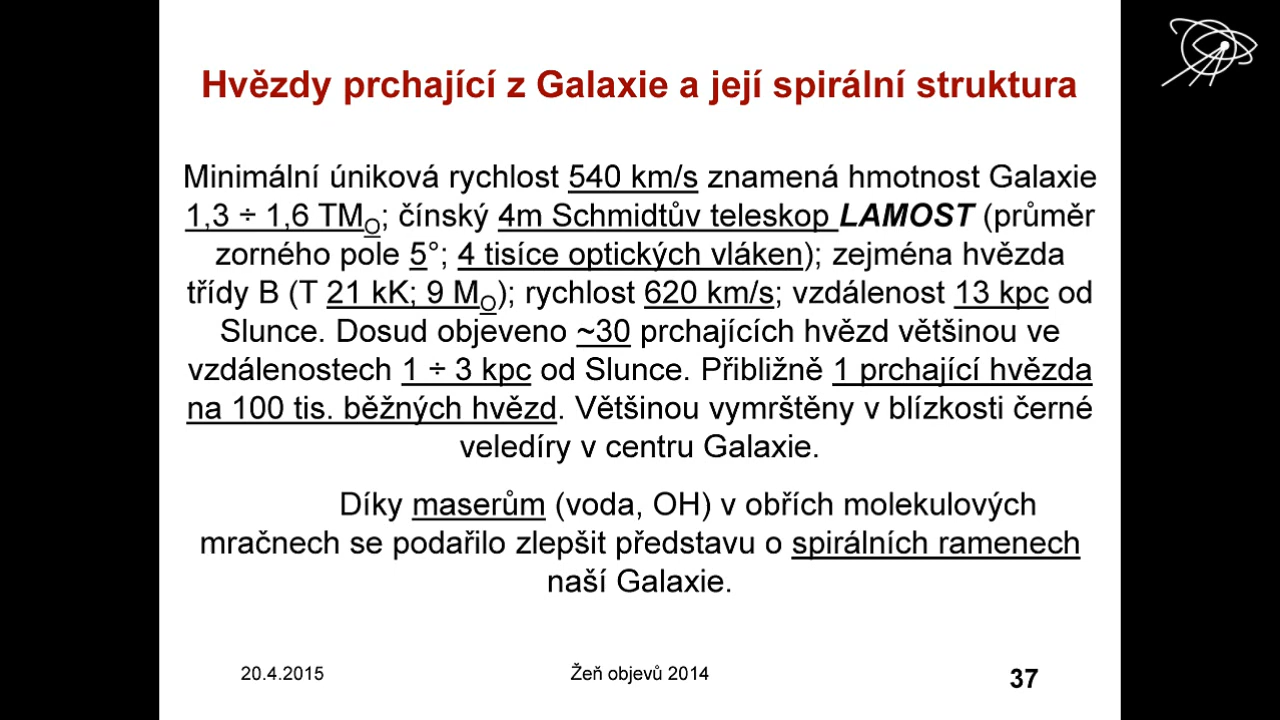 Hvězdy prchající z Galaxie a její spirální struktura
Minimální úniková rychlost 540 km/s znamená hmotnost Galaxie
1,3 ÷ 1,6 TMO; čínský 4m Schmidtův teleskop LAMOST (průměr
zorného pole 5°; 4 tisíce optických vláken); zejména hvězda
třídy B (T 21 kK; 9 MO); rychlost 620 km/s; vzdálenost 13 kpc od
Slunce. Dosud objeveno ~30 prchajících hvězd většinou ve
vzdálenostech 1 ÷ 3 kpc od Slunce. Přibližně 1 prchající hvězda
na 100 tis. běžných hvězd. Většinou vymrštěny v blízkosti černé
veledíry v centru Galaxie.
Díky maserům (voda, OH) v obřích molekulových
mračnech se podařilo zlepšit představu o spirálních ramenech
naší Galaxie.
20.4.2015
Žeň objevů 2014
37